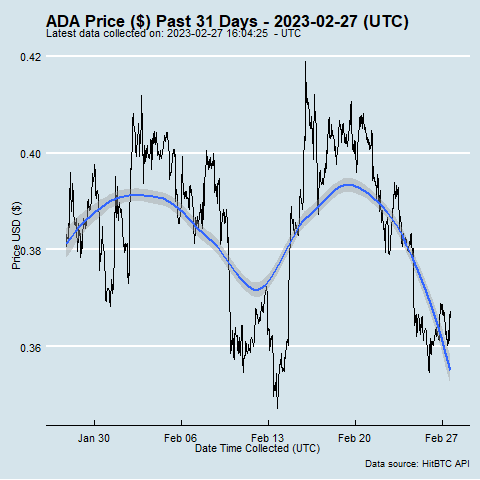 ADA Price ($) Past 31 Days - 2023-02-27 (UTC)
Latest data collected on: 2023-02-27 16:04:25 - UTC
0.42
0.40
0.38
0.36
Price USD ($)
Jan 30 Feb 06 Feb 13 Feb 20 Feb 27
Date Time Collected (UTC)
Data source: HitBTC API